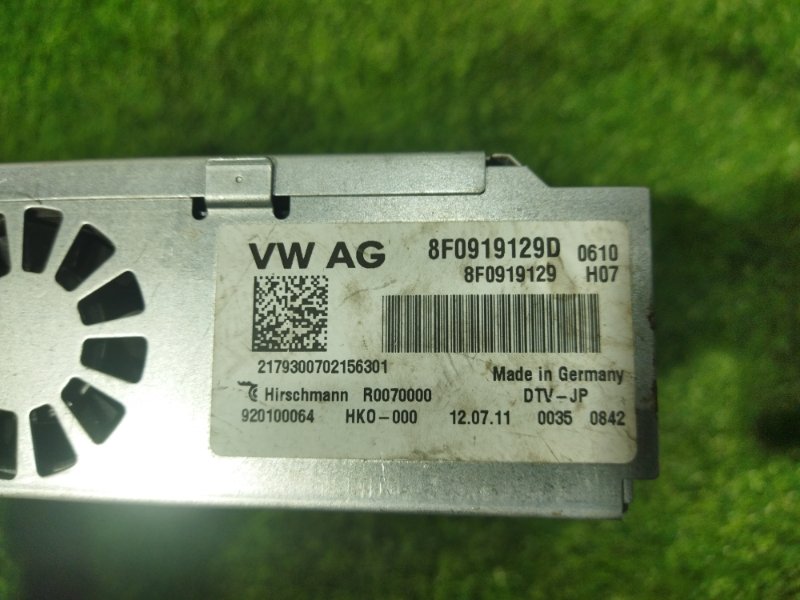 VW AG 8F0919129D 0610
8F0919129 H07
2179300702156301 Made in Germany
Hirschmann R0070000 DTV-JP
920100064 HKO-000 12.07.11 0035 0842